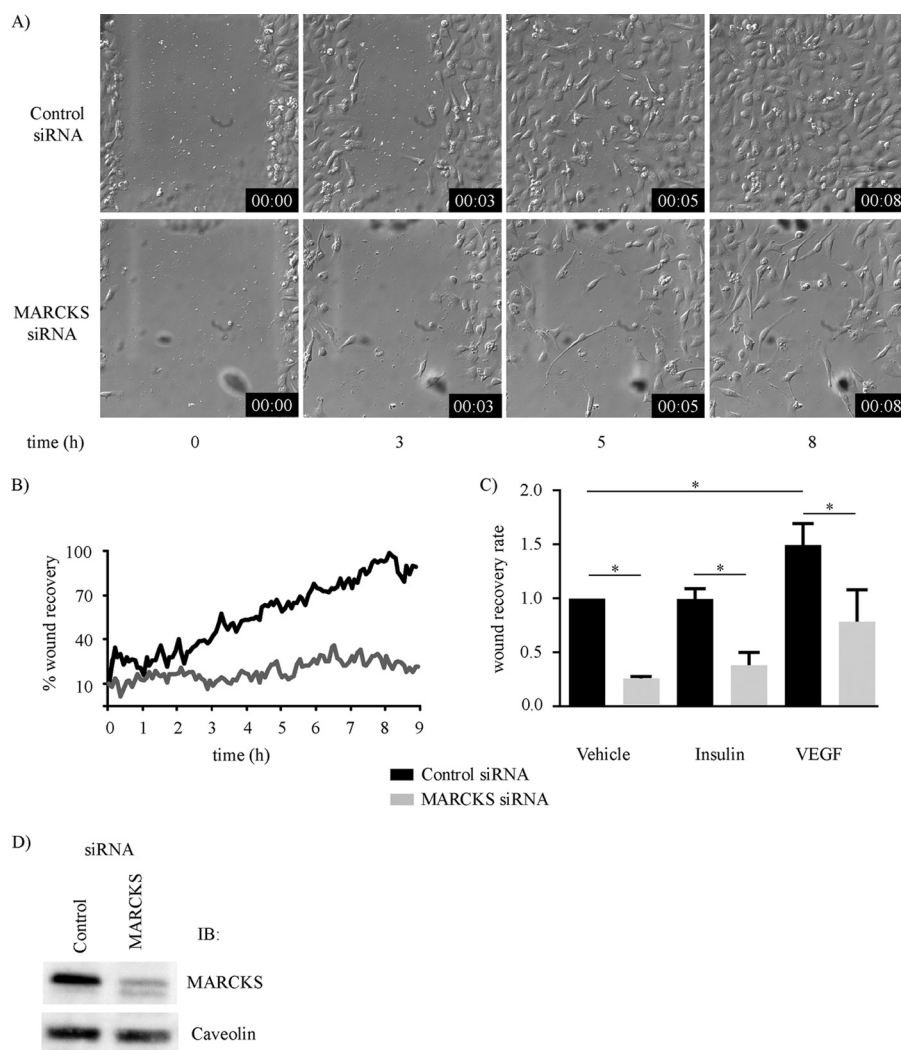 A)
Control
siRNA
00:00
00:03
00:05
00:08
MARCKS
siRNA
00:00
00:03
00:05
00:08
time (h)
0
3
5
8
B)
% wound recovery
100
70
40
10
0
1
2
3
4
5
6
7
8
9
time (h)
C)
wound recovery rate
2.0
1.5
1.0
0.5
0.0
*
*
*
*
Vehicle
Insulin
VEGF
Control siRNA
MARCKS siRNA
D)
siRNA
Control
MARCKS
IB:
MARCKS
Caveolin